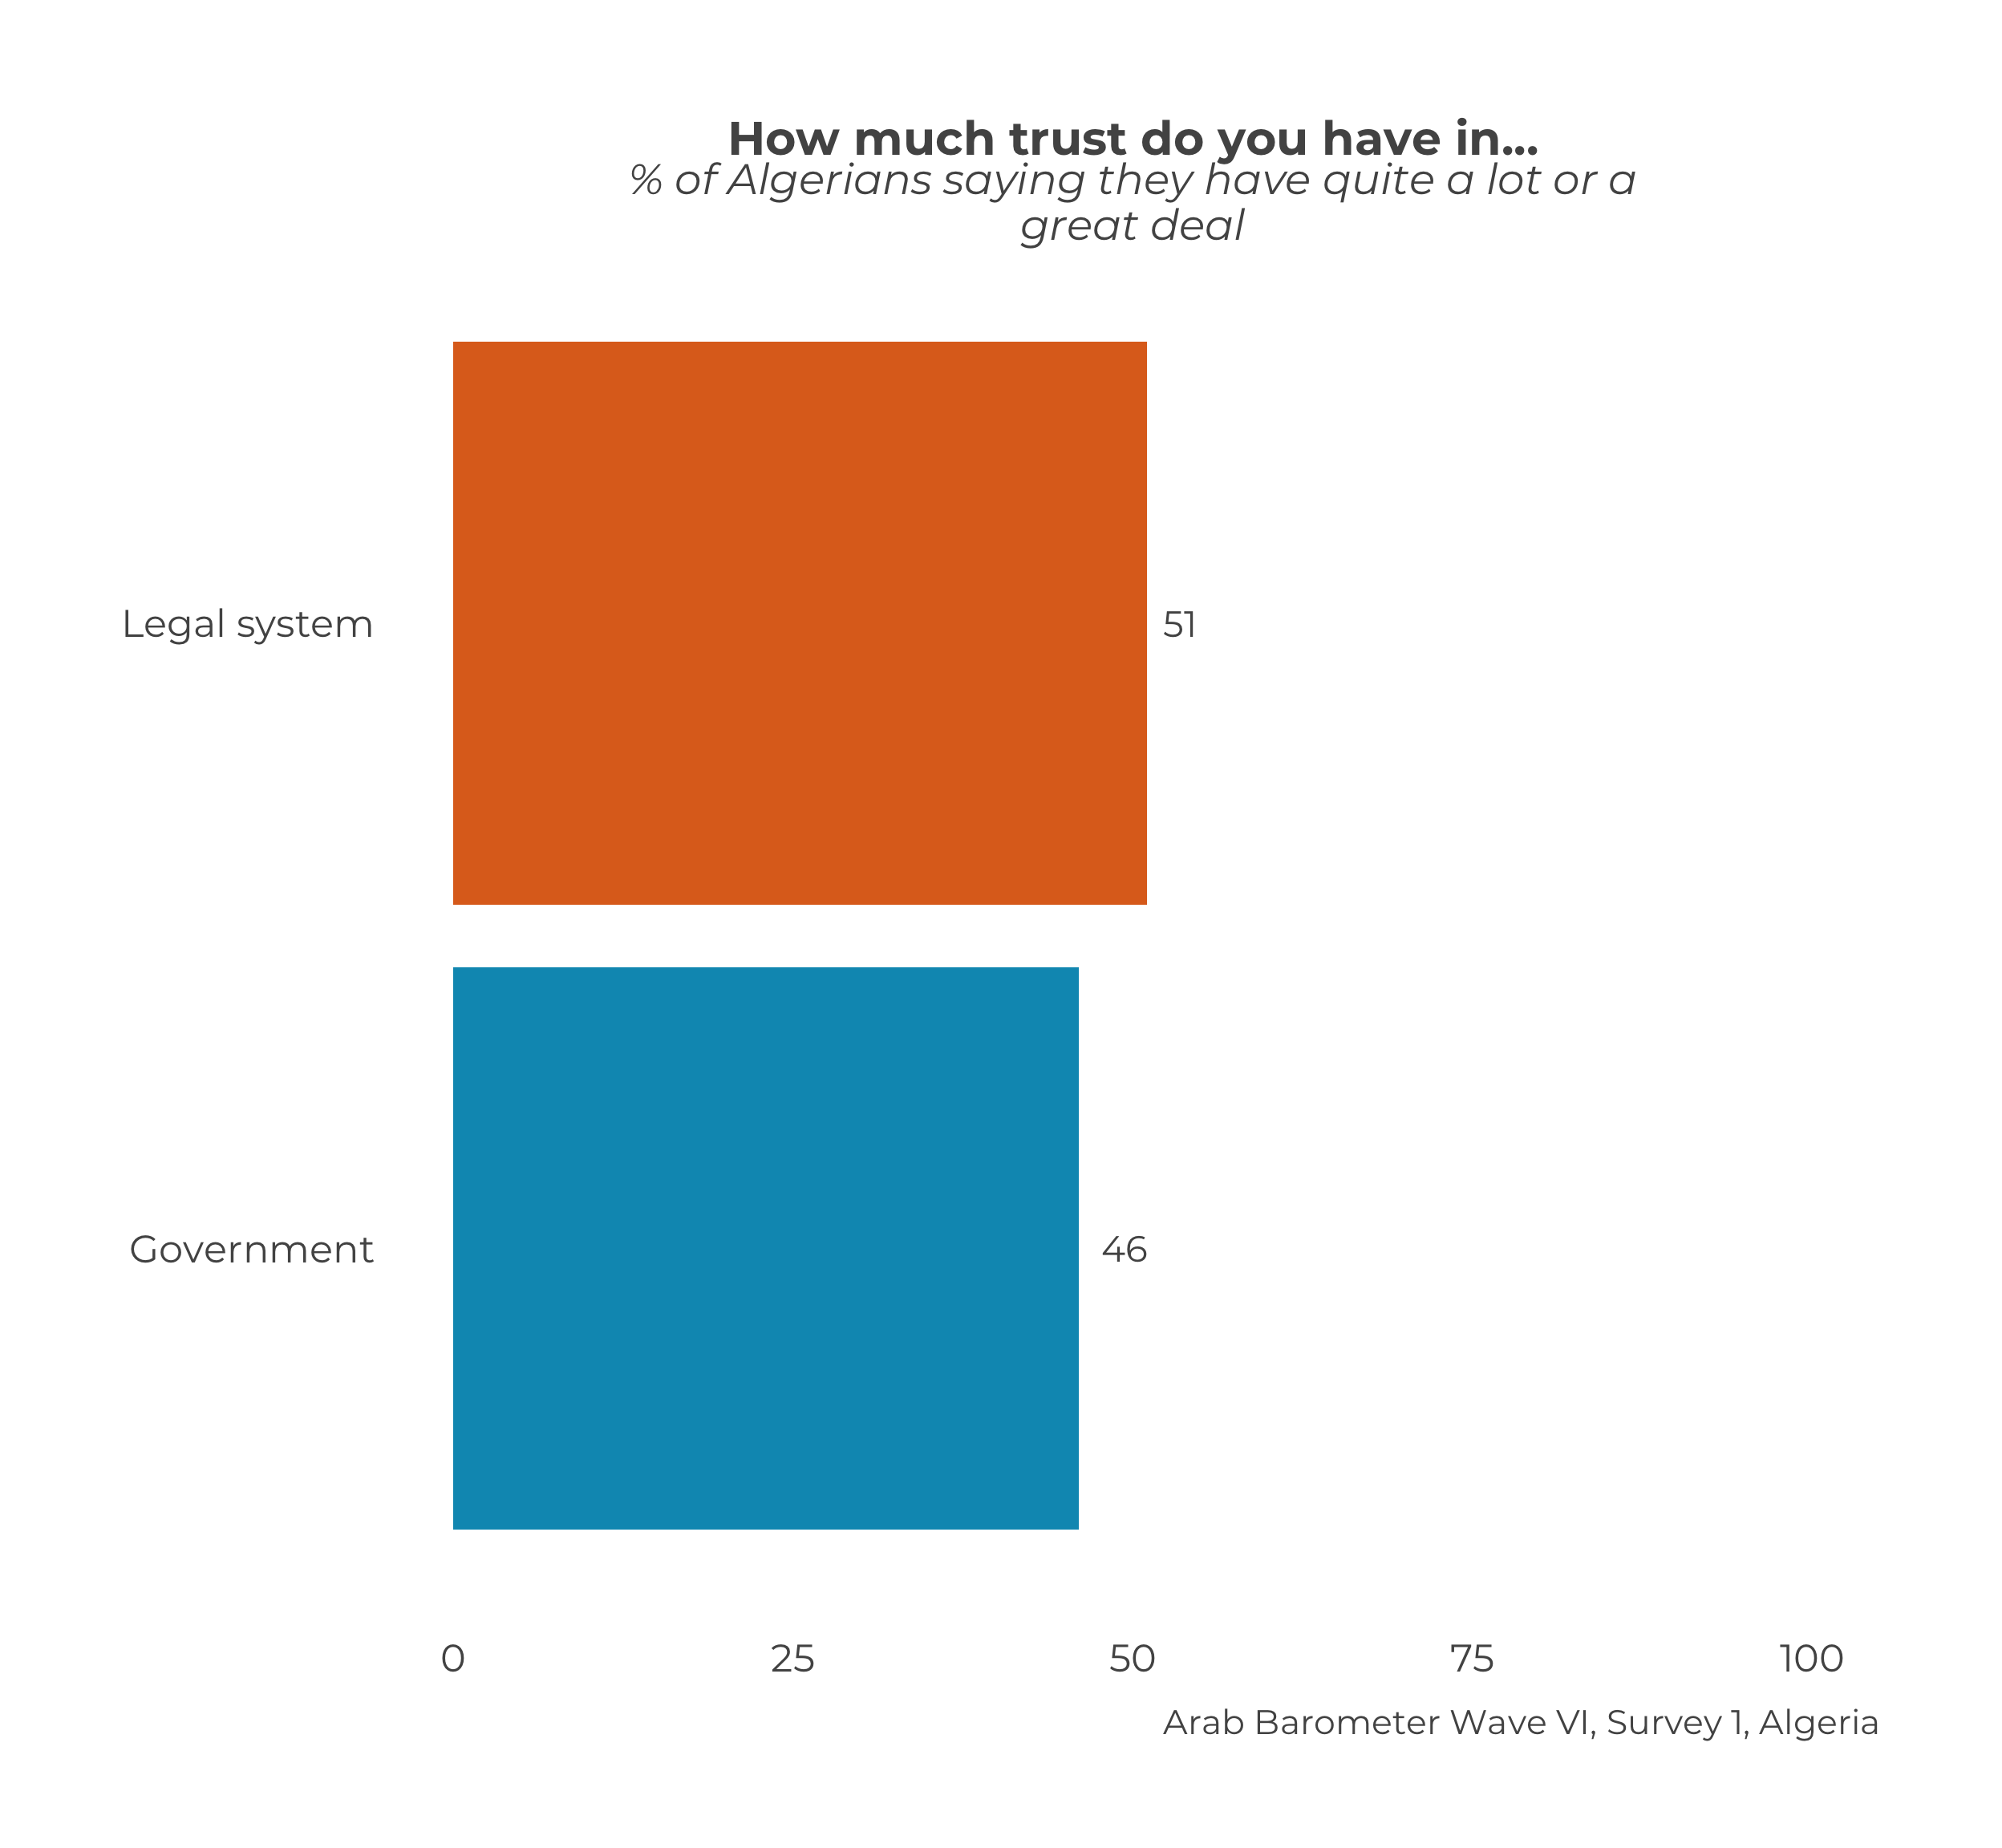 How much trust do you have in...
% of Algerians saying they have quite a lot or a
great deal
Legal system
51
Government
46
0 25 50 75 100
Arab Barometer Wave VI, Survey 1, Algeria